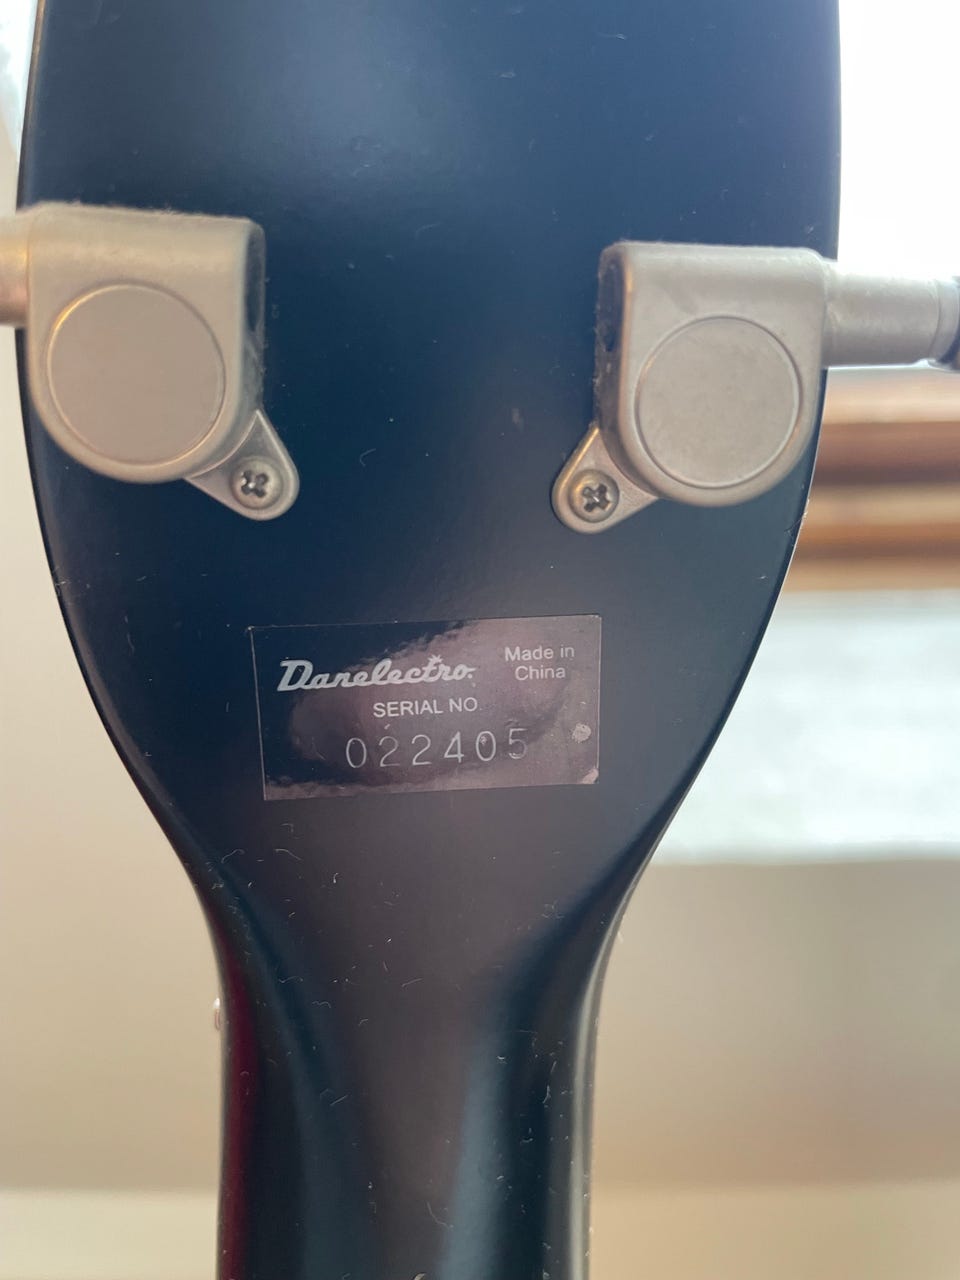 Danelectro
Made in
China
SERIAL NO.
022405